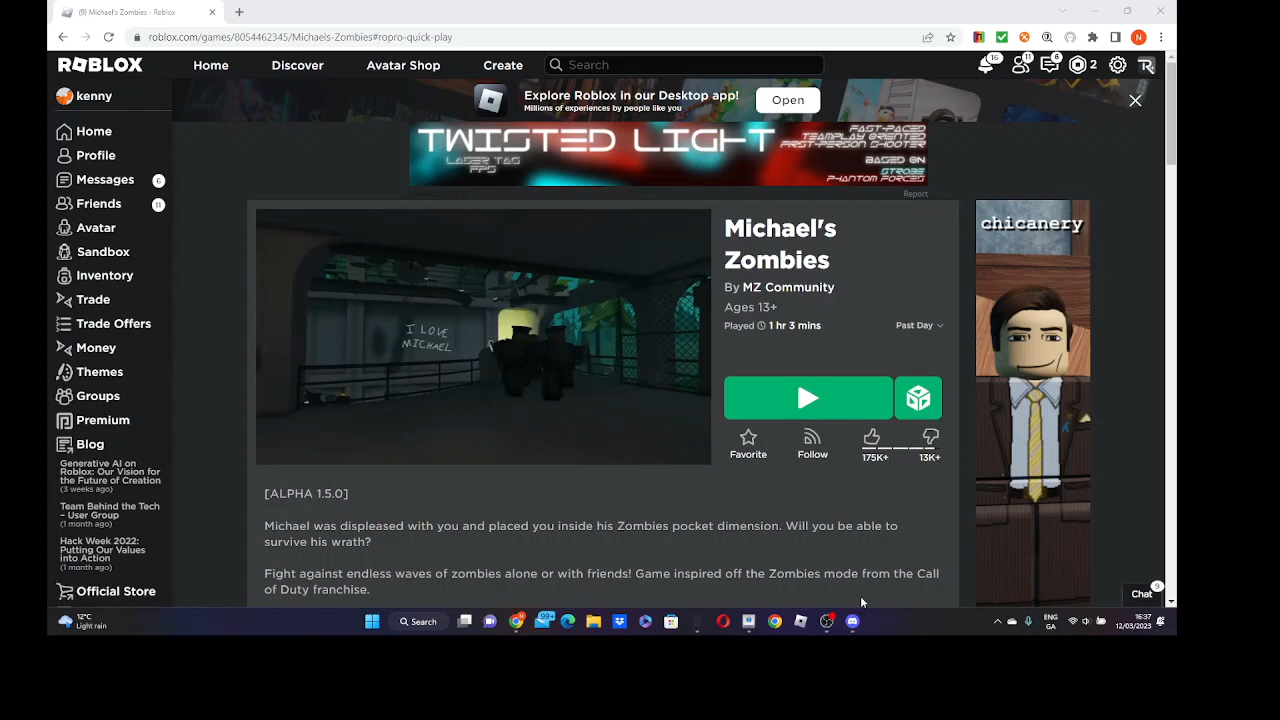 (9) Michael's Zombies - Roblox
roblox.com/games/8054462345/Michaels-Zombies#ropro-quick-play
N
ROBLOX
Home
Discover
Avatar Shop
Create
Search
16
11
6
2
kenny
Explore Roblox in our Desktop app!
Millions of experiences by people like you
Open
TWISTED LIGHT
LASER TAG
FPS
FAST-PACED
TEAMPLAY ORIENTED
FIRST-PERSON SHOOTER
BASED ON
STROBE
PHANTOM FORCES
Report
Home
Profile
Messages 6
Friends 11
Avatar
Sandbox
Inventory
Trade
Trade Offers
Money
Themes
Groups
Premium
Blog
Generative AI on
Roblox: Our Vision for
the Future of Creation
(3 weeks ago)
Team Behind the Tech
– User Group
(1 month ago)
Hack Week 2022:
Putting Our Values
into Action
(1 month ago)
Official Store
I LOVE
MICHAEL
Michael's
Zombies
By MZ Community
Ages 13+
Played 1 hr 3 mins
Past Day
Favorite
Follow
175K+
13K+
chicanery
[ALPHA 1.5.0]
Michael was displeased with you and placed you inside his Zombies pocket dimension. Will you be able to
survive his wrath?
Fight against endless waves of zombies alone or with friends! Game inspired off the Zombies mode from the Call
of Duty franchise.
Chat
9
12°C
Light rain
Search
99+
ENG
GA
16:37
12/03/2023